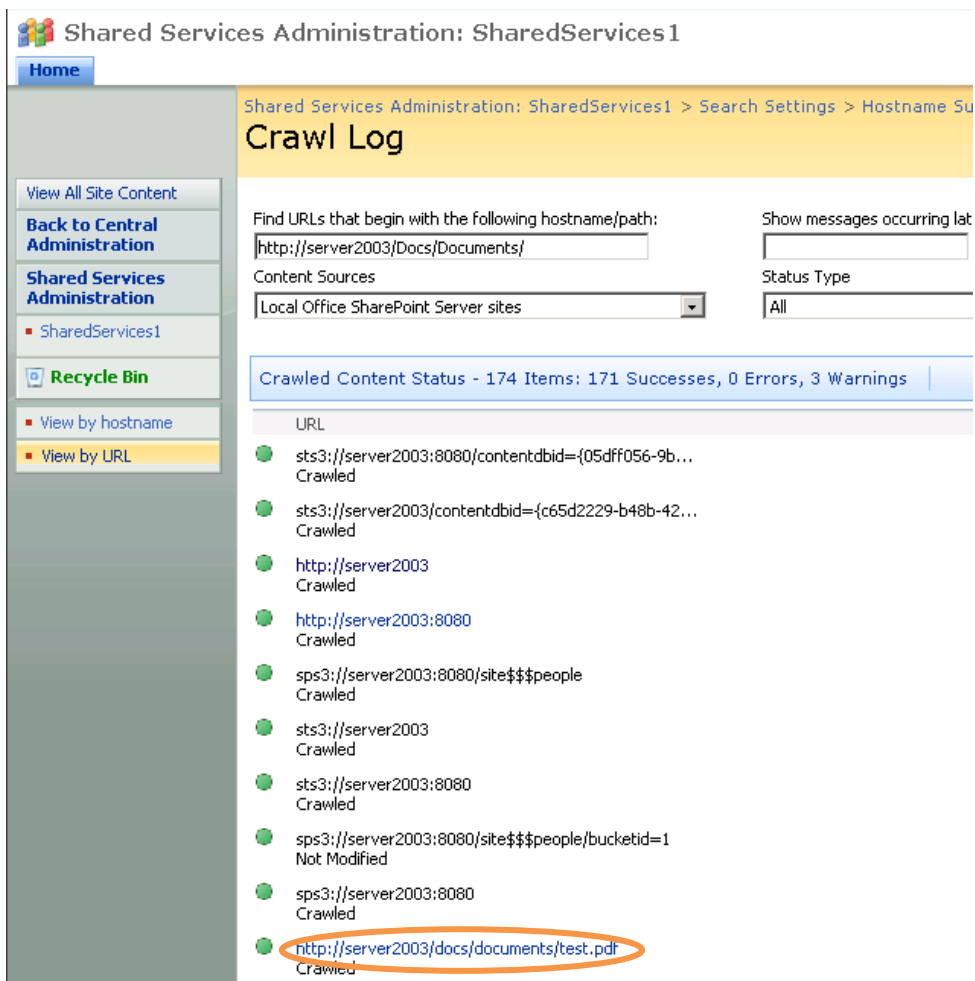 Shared Services Administration: SharedServices1
Home
Shared Services Administration: SharedServices1 > Search Settings > Hostname Su
Crawl Log
View All Site Content
Back to Central
Administration
Shared Services
Administration
SharedServices1
Recycle Bin
View by hostname
View by URL
Find URLs that begin with the following hostname/path:
http://server2003/Docs/Documents/
Show messages occurring lat
Content Sources
Local Office SharePoint Server sites
Status Type
All
Crawled Content Status - 174 Items: 171 Successes, 0 Errors, 3 Warnings
URL
sts3://server2003:8080/contentdbid={05dff056-9b...
Crawled
sts3://server2003/contentdbid={c65d2229-b48b-42...
Crawled
http://server2003
Crawled
http://server2003:8080
Crawled
sps3://server2003:8080/site$$$people
Crawled
sts3://server2003
Crawled
sts3://server2003:8080
Crawled
sps3://server2003:8080/site$$$people/bucketid=1
Not Modified
sps3://server2003:8080
Crawled
http://server2003/docs/documents/test.pdf
Crawled